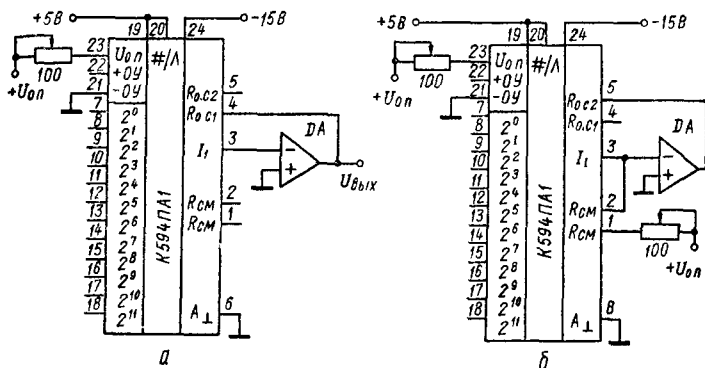 +5В
-15В
19
20
24
23
22
21
7
8
9
10
11
12
13
14
15
16
17
18
100
+Uоп
Uоп
+0У
-0У
2⁰
2¹
2²
2³
2⁴
2⁵
2⁶
2⁷
2⁸
2⁹
2¹⁰
2¹¹
#/Λ
К594ПА1
Rо.с2
5
Rо.с1
4
I₁
3
Rсм
2
Rсм
1
A⊥
6
DA
-
+
Uвых
а
+5В
-15В
19
20
24
23
22
21
7
8
9
10
11
12
13
14
15
16
17
18
100
+Uоп
Uоп
+0У
-0У
2⁰
2¹
2²
2³
2⁴
2⁵
2⁶
2⁷
2⁸
2⁹
2¹⁰
2¹¹
#/Λ
К594ПА1
Rо.с2
5
Rо.с1
4
I₁
3
Rсм
2
Rсм
1
A⊥
8
DA
-
+
100
+Uоп
б